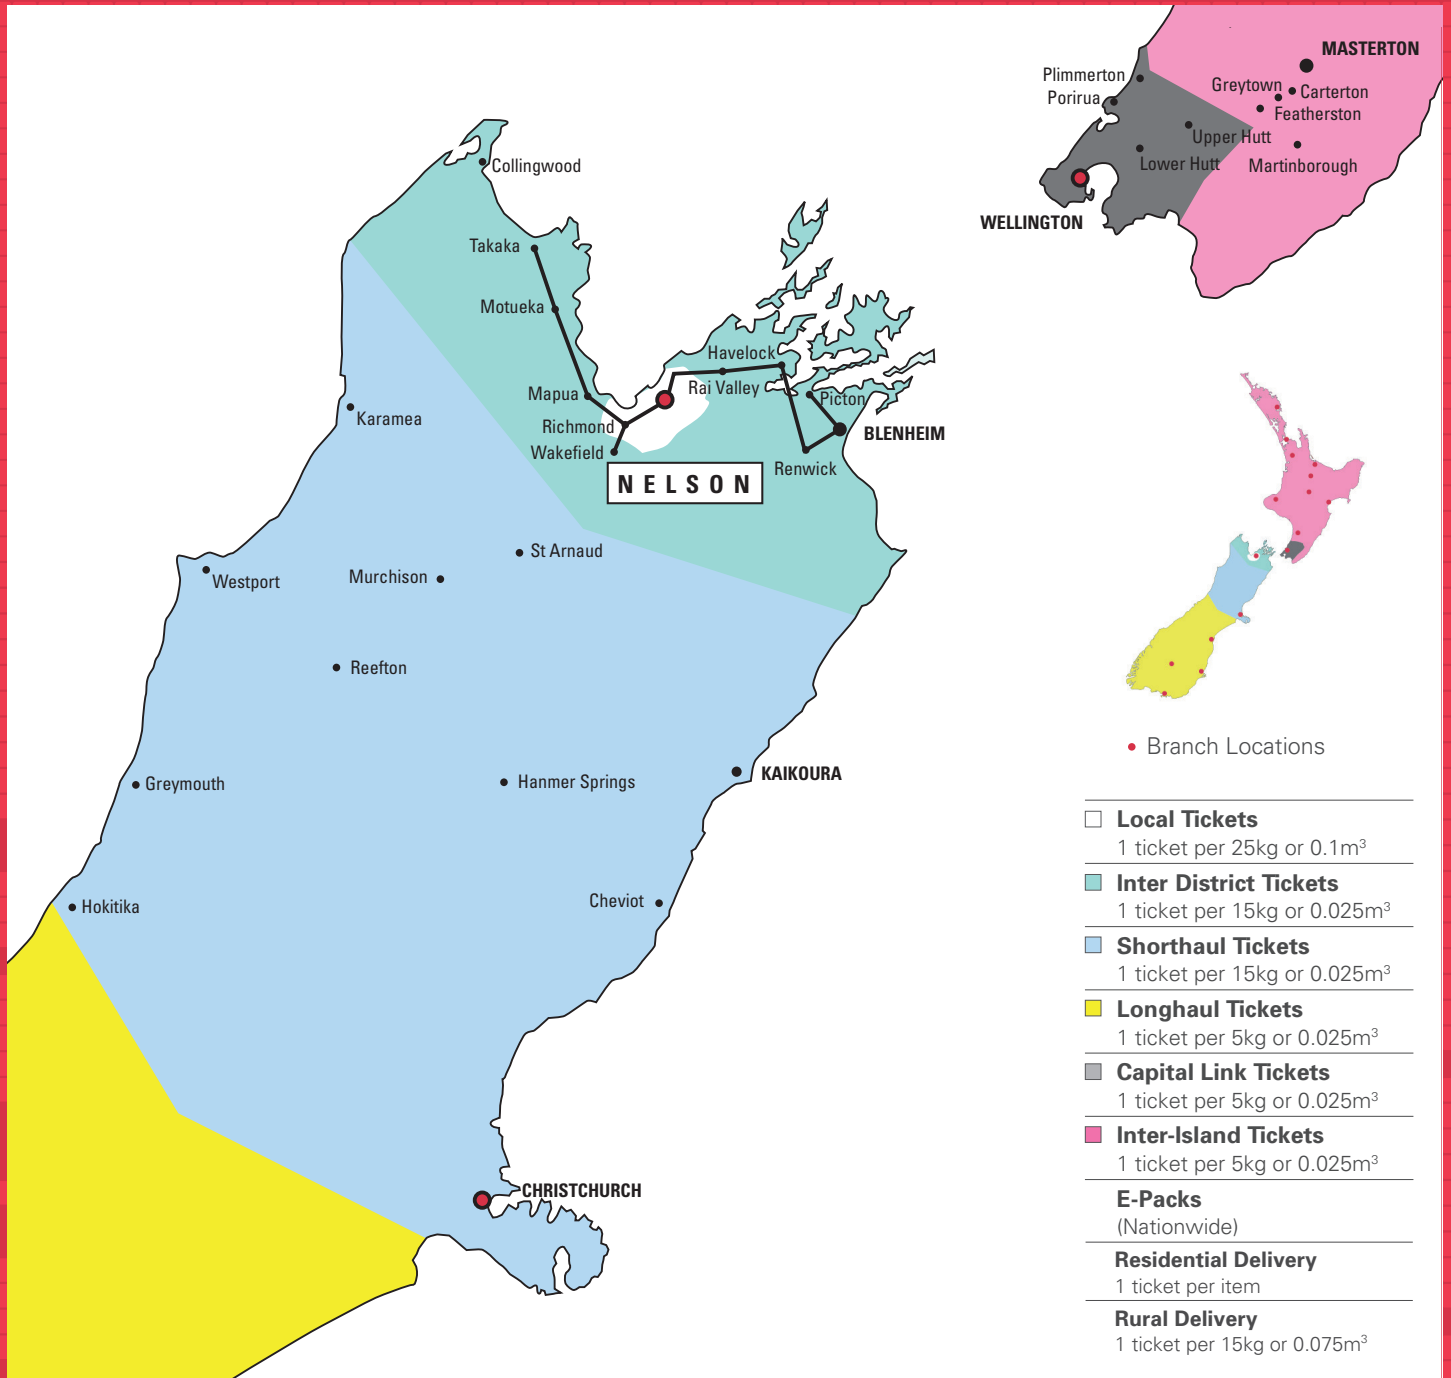 MASTERTON
Plimmerton
Greytown
Carterton
Porirua
Featherston
Upper Hutt
Lower Hutt
Martinborough
WELLINGTON
Collingwood
Takaka
Motueka
Havelock
Rai Valley
Mapua
Picton
Karamea
Richmond
BLENHEIM
Wakefield
Renwick
NELSON
St Arnaud
Murchison
Westport
Reefton
Greymouth
Hanmer Springs
KAIKOURA
Hokitika
Cheviot
CHRISTCHURCH
Branch Locations
Local Tickets
1 ticket per 25kg or 0.1m³
Inter District Tickets
1 ticket per 15kg or 0.025m³
Shorthaul Tickets
1 ticket per 15kg or 0.025m³
Longhaul Tickets
1 ticket per 5kg or 0.025m³
Capital Link Tickets
1 ticket per 5kg or 0.025m³
Inter-Island Tickets
1 ticket per 5kg or 0.025m³
E-Packs
(Nationwide)
Residential Delivery
1 ticket per item
Rural Delivery
1 ticket per 15kg or 0.075m³